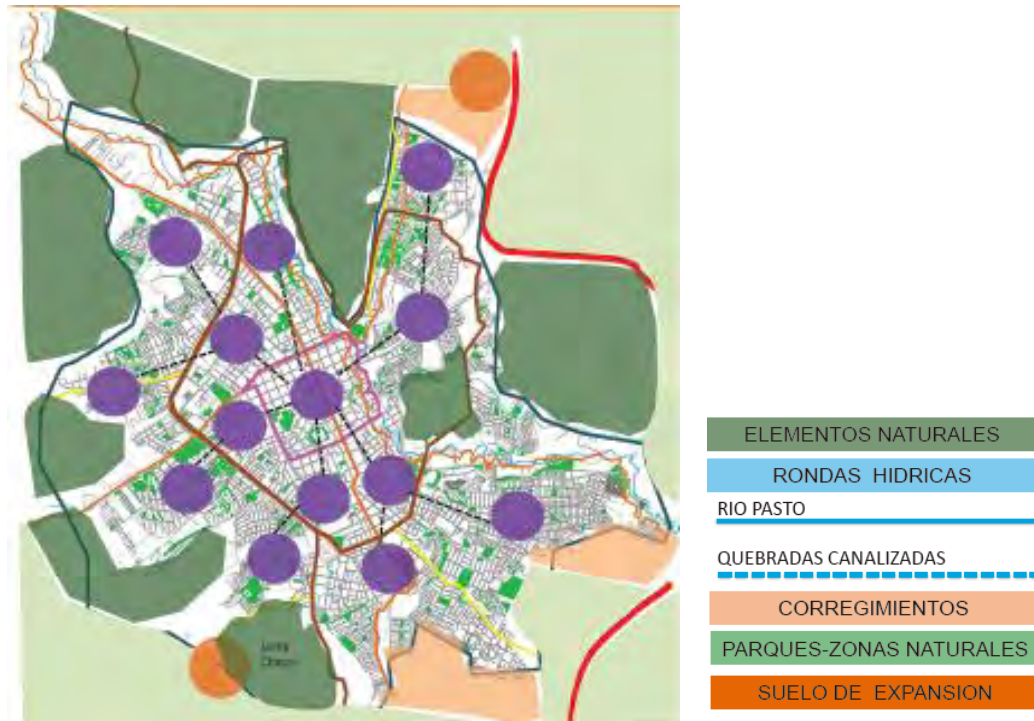 ELEMENTOS NATURALES
RONDAS HIDRICAS
RIO PASTO
QUEBRADAS CANALIZADAS
CORREGIMIENTOS
PARQUES-ZONAS NATURALES
SUELO DE EXPANSION